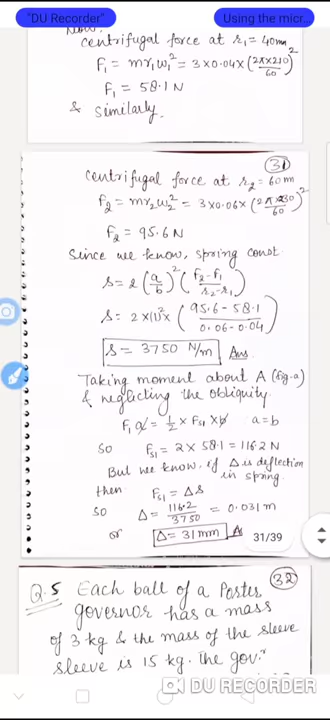 "DU Recorder"
Using the micr..
Now,
centrifugal force at r₁ = 40mm
F₁ = mr₁ω₁² = 3×0.04×(2π×210/60)²
F₁ = 58.1 N
& similarly,
31
centrifugal force at r₂ = 60m
F₂ = mr₂ω₂² = 3×0.06×(2π×230/60)²
F₂ = 95.6 N
Since we know, spring const.
s = 2 (a/b)² (F₂-F₁/r₂-r₁)
s = 2×(1)²× (95.6-58.1/0.06-0.04)
s = 3750 N/m Ans
Taking moment about A (fig.a)
& neglecting the obliquity.
F₁ a = 1/2 × Fs₁ × b a=b
so Fs₁ = 2 × 58.1 = 116.2 N
But we know, if Δ is deflection in spring.
then Fs₁ = Δs
so Δ = 116.2/3750 = 0.031 m
or Δ = 31 mm A
31/39
32
Q.5 Each ball of a Porter
governor has a mass
of 3 kg & the mass of the sleeve
sleeve is 15 kg. The gov.
DU RECORDER